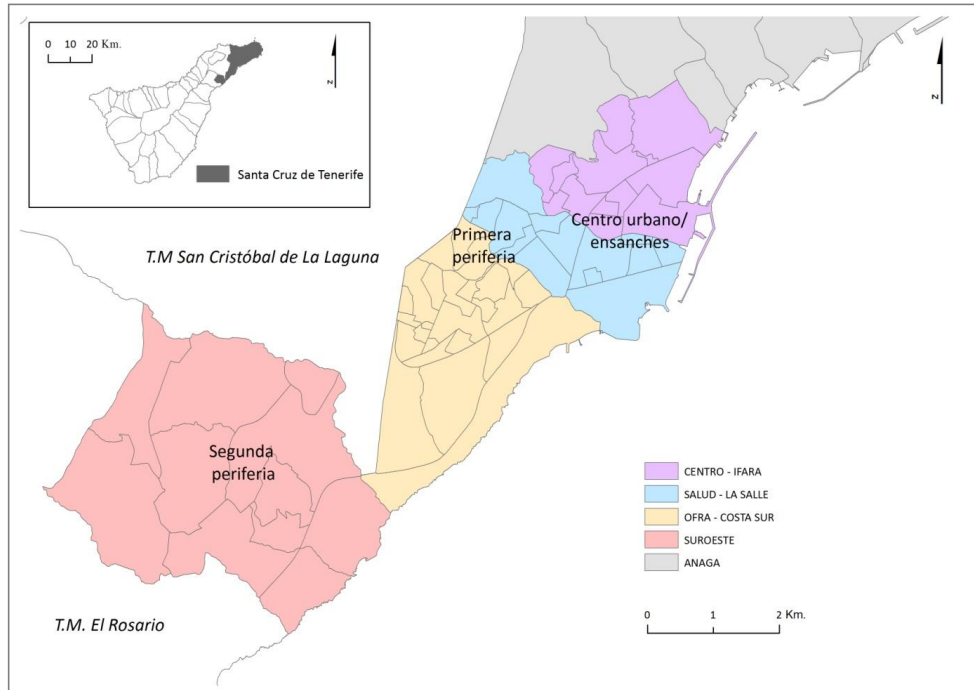 0 10 20 Km.
N
Santa Cruz de Tenerife
N
T.M San Cristóbal de La Laguna
Centro urbano/
ensanches
Primera
periferia
Segunda
periferia
CENTRO - IFARA
SALUD - LA SALLE
OFRA - COSTA SUR
SUROESTE
ANAGA
T.M. El Rosario
0 1 2 Km.